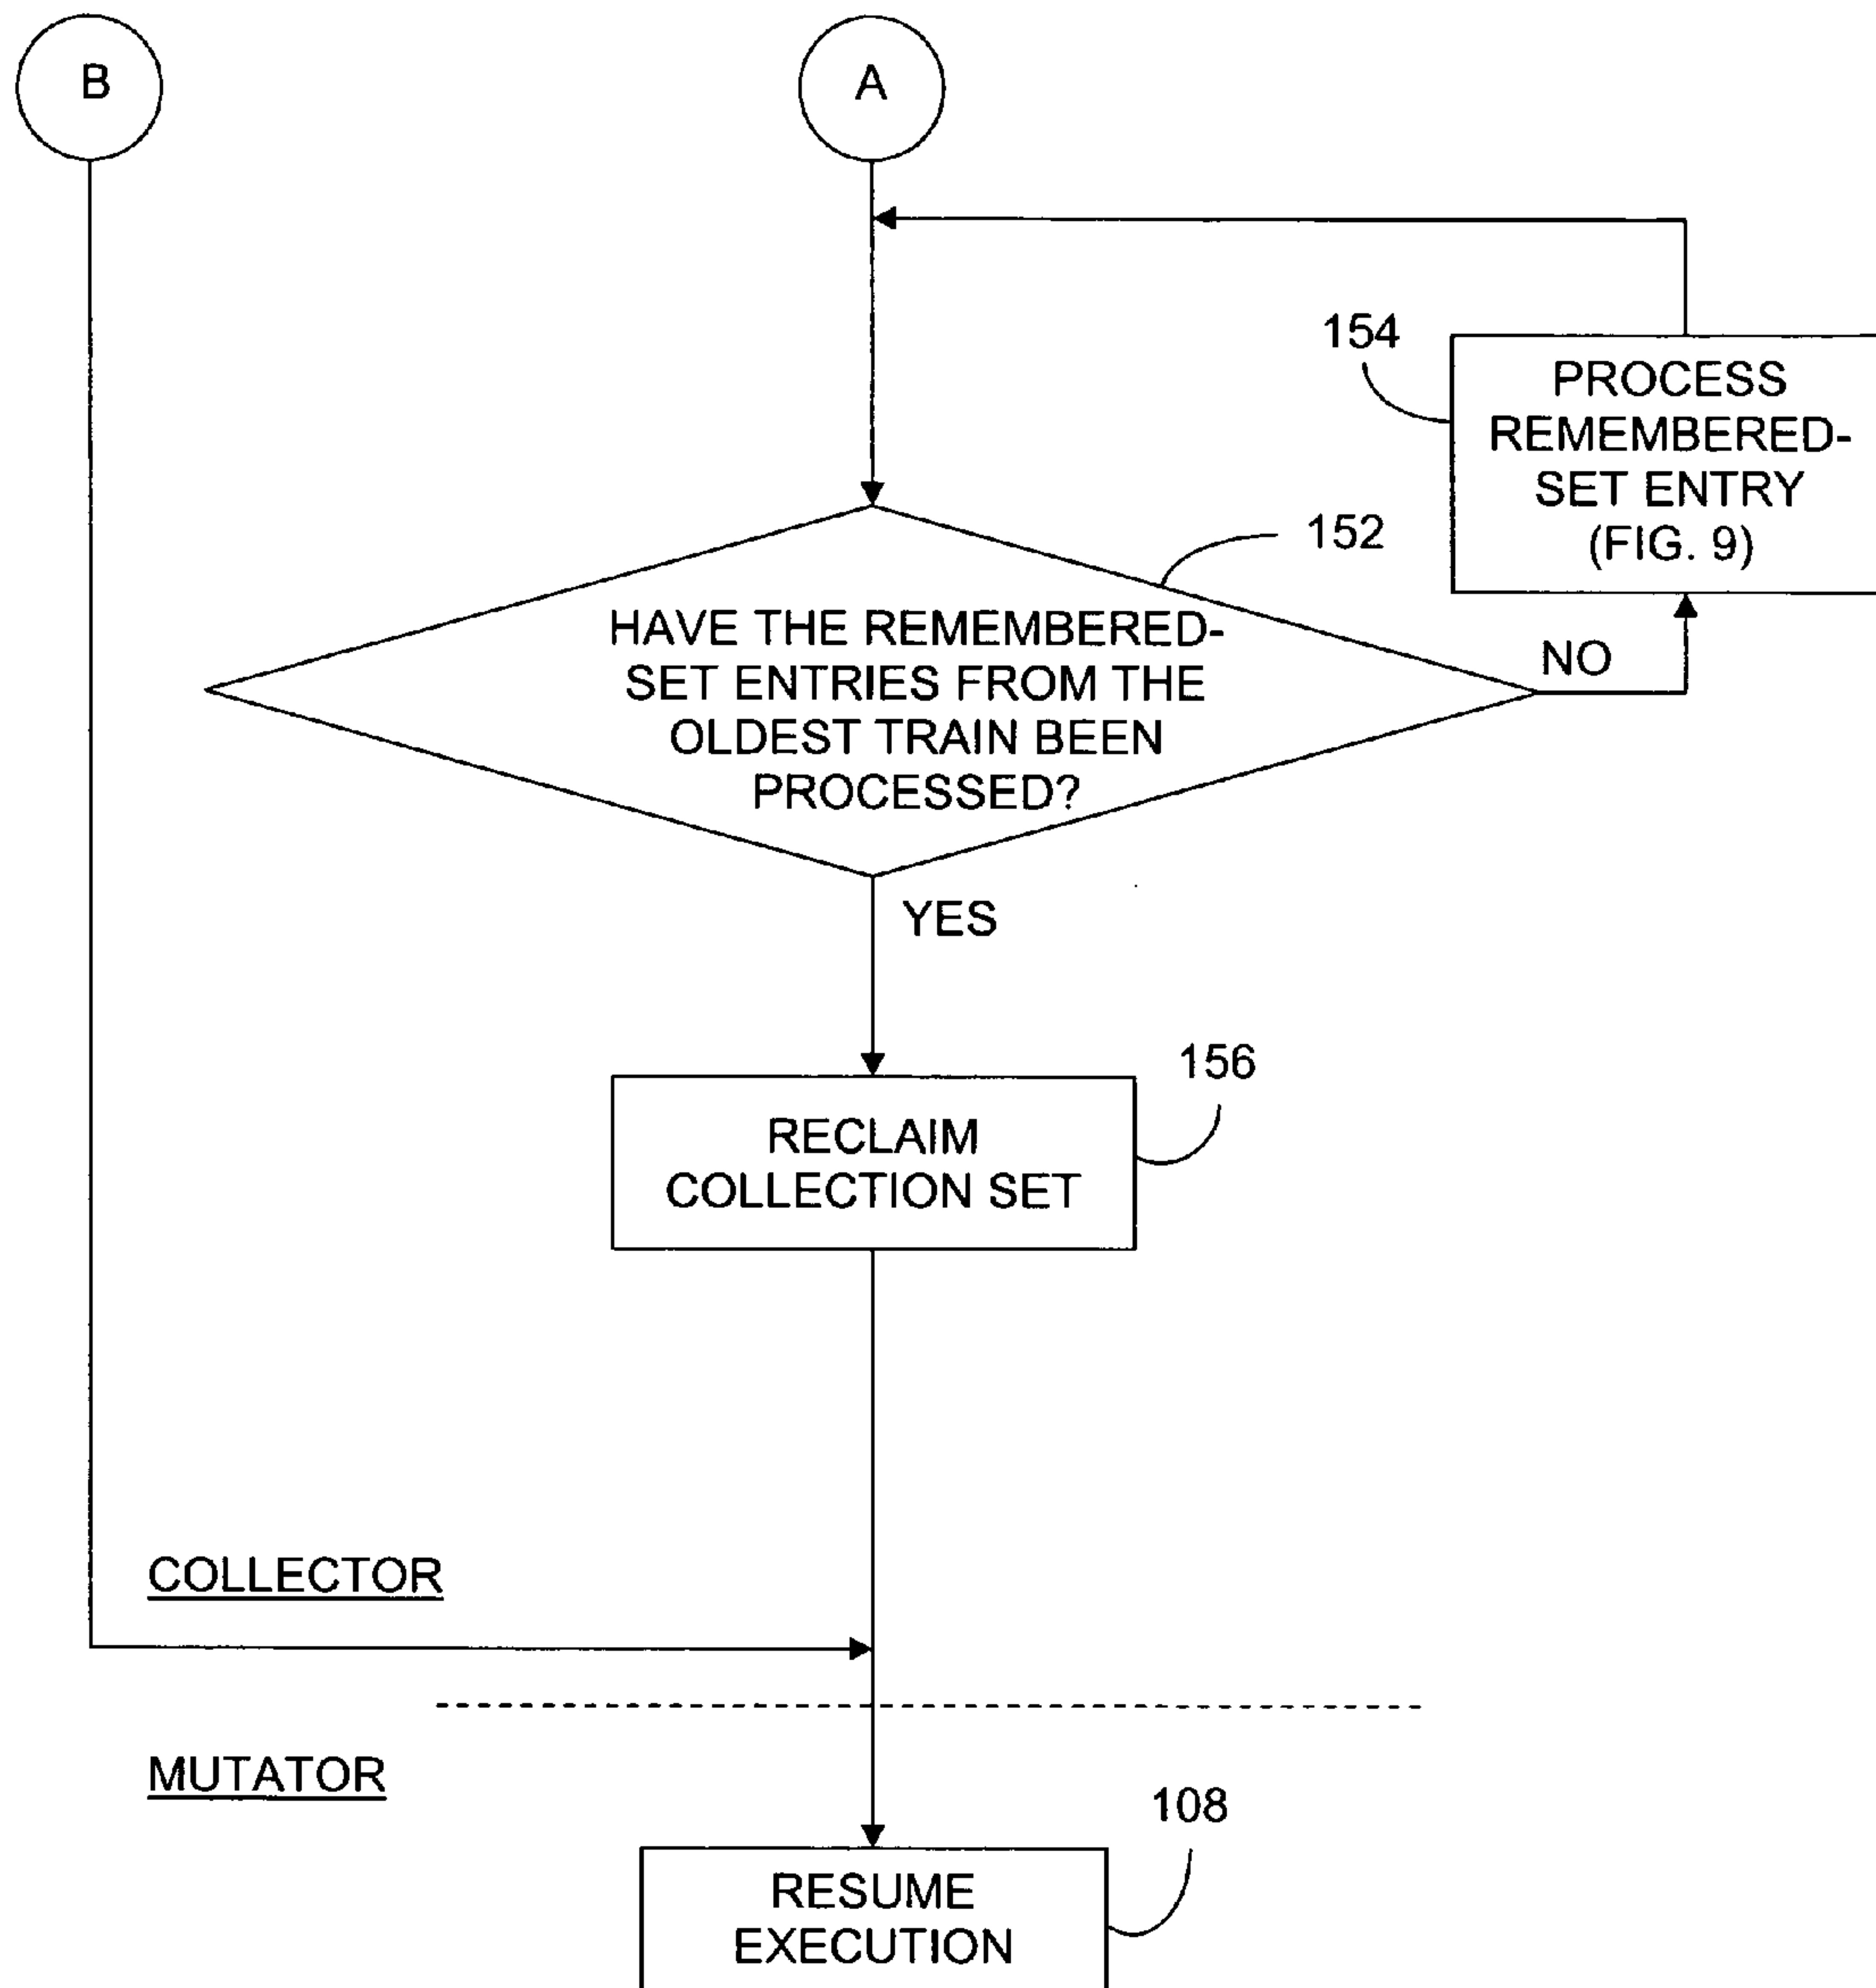 B
A
154
PROCESS
REMEMBERED-
SET ENTRY
(FIG. 9)
152
HAVE THE REMEMBERED-
SET ENTRIES FROM THE
OLDEST TRAIN BEEN
PROCESSED?
NO
YES
156
RECLAIM
COLLECTION SET
COLLECTOR
MUTATOR
108
RESUME
EXECUTION